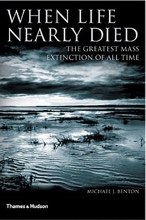 WHEN LIFE
NEARLY DIED
THE GREATEST MASS
EXTINCTION OF ALL TIME
MICHAEL J. BENTON
Thames & Hudson